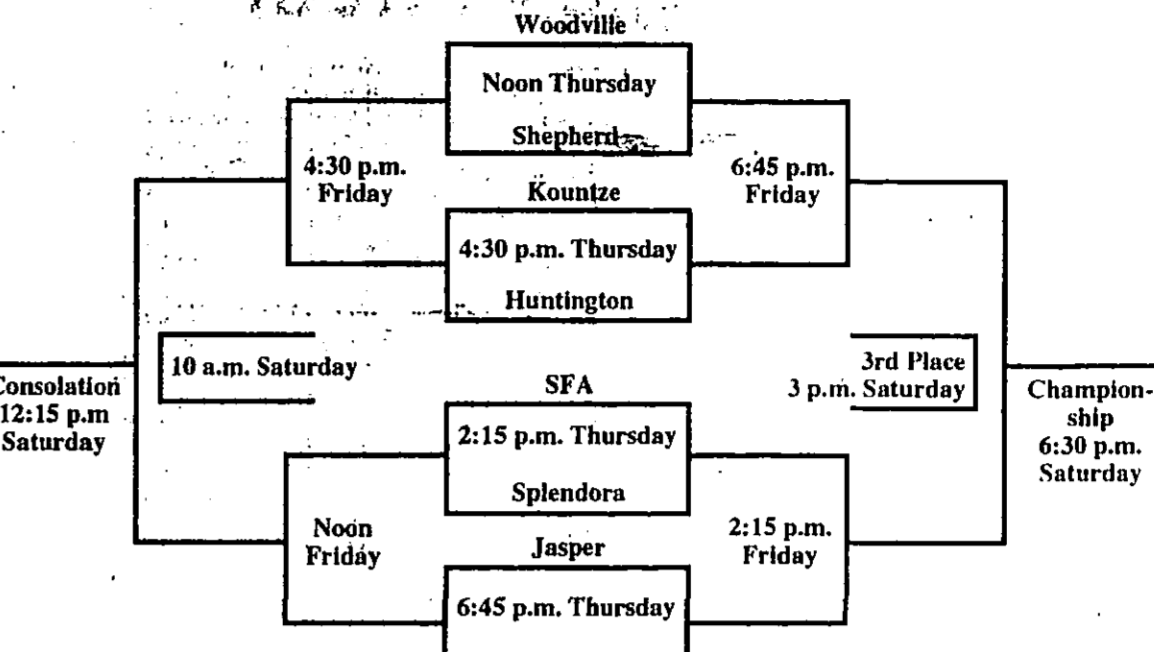 Woodville
Noon Thursday
Shepherd
4:30 p.m.
Friday
6:45 p.m.
Friday
Kountze
4:30 p.m. Thursday
Huntington
10 a.m. Saturday
3rd Place
3 p.m. Saturday
Consolation
12:15 p.m
Saturday
SFA
2:15 p.m. Thursday
Splendora
Champion-
ship
6:30 p.m.
Saturday
Noon
Friday
2:15 p.m.
Friday
Jasper
6:45 p.m. Thursday